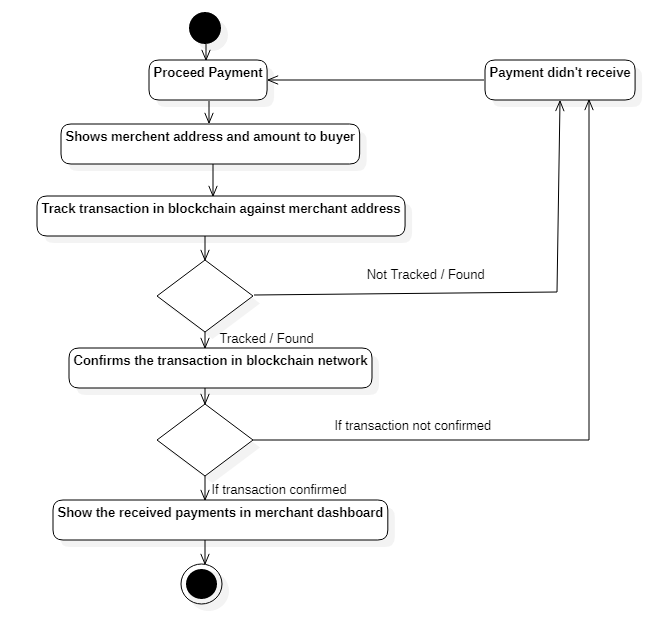 Proceed Payment
Payment didn't receive
Shows merchent address and amount to buyer
Track transaction in blockchain against merchant address
Not Tracked / Found
Tracked / Found
Confirms the transaction in blockchain network
If transaction not confirmed
If transaction confirmed
Show the received payments in merchant dashboard